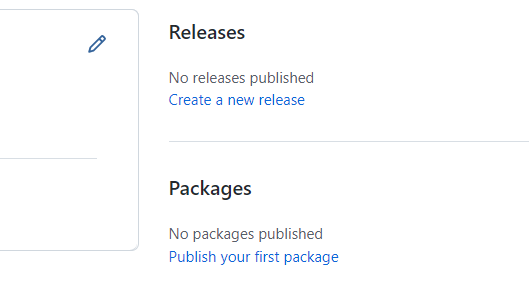 Releases
No releases published
Create a new release
Packages
No packages published
Publish your first package